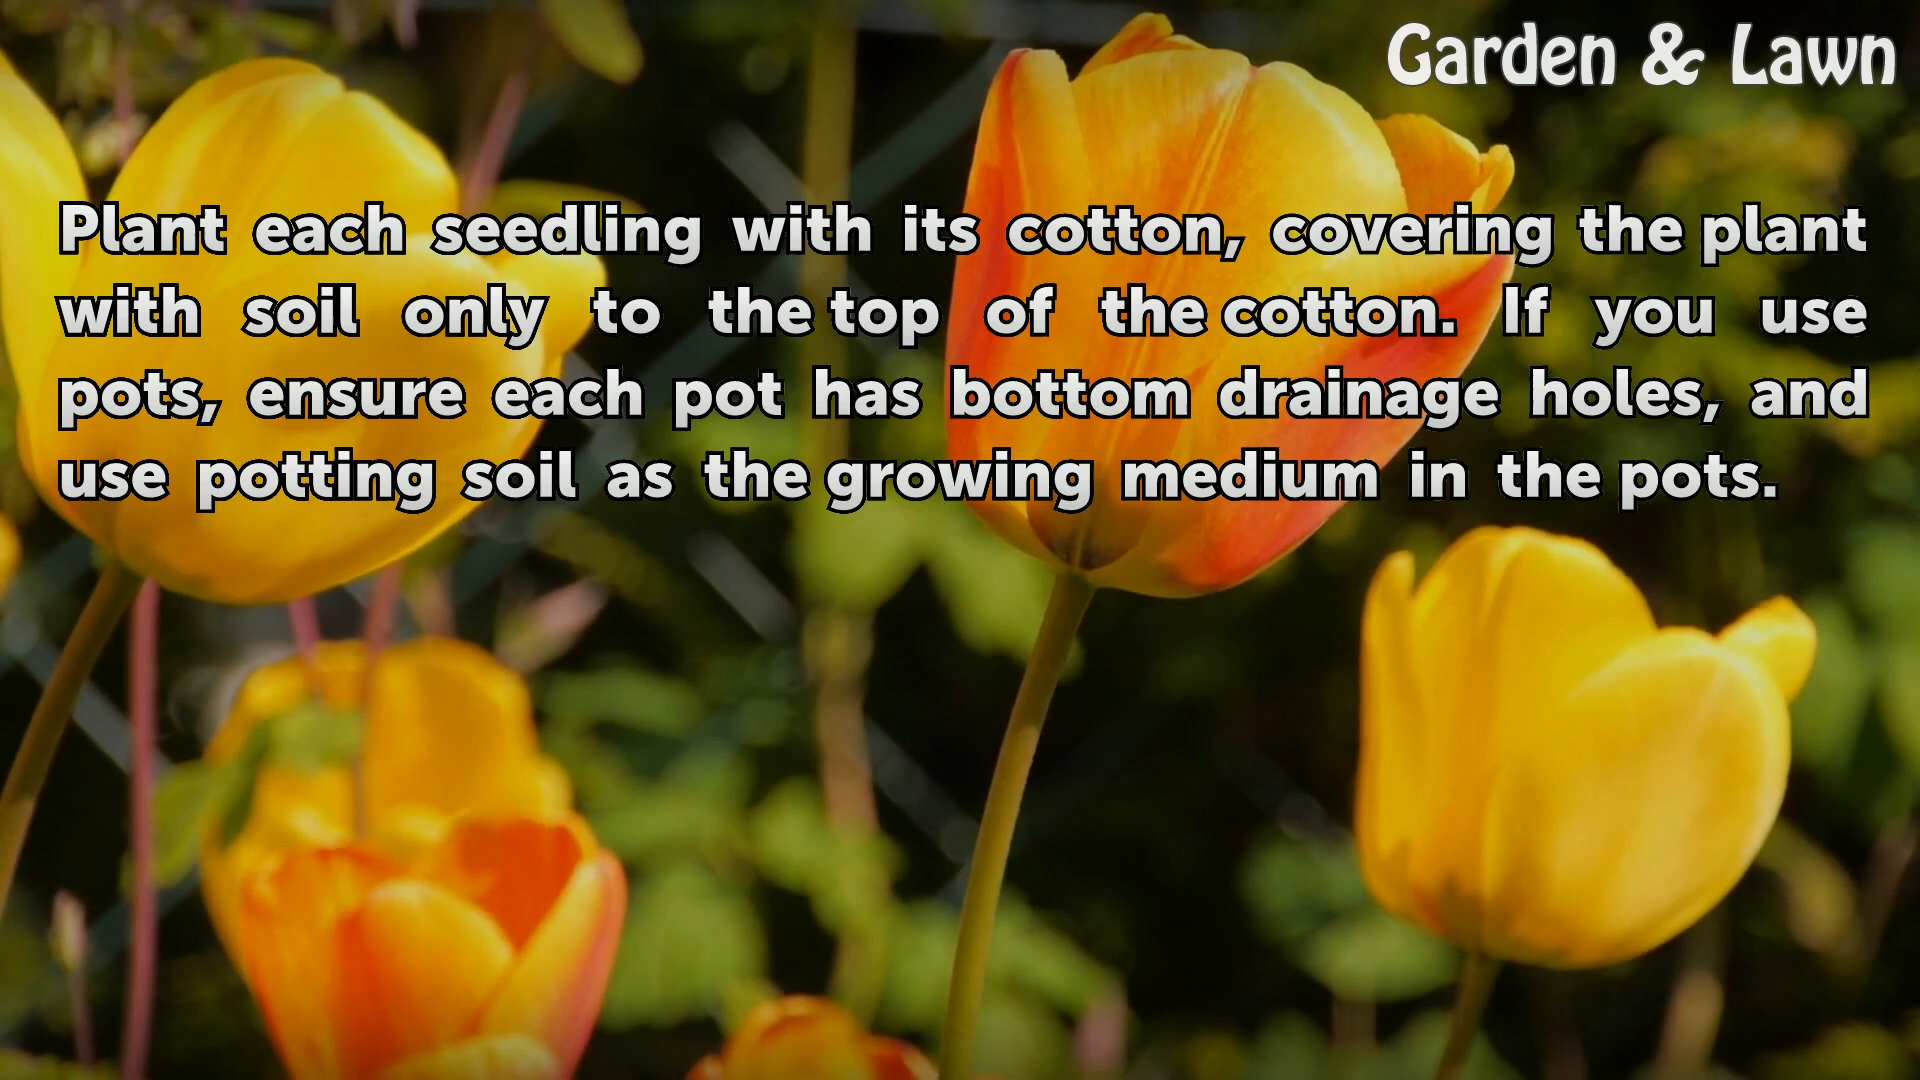 Garden & Lawn
Plant each seedling with its cotton, covering the plant
with soil only to the top of the cotton. If you use
pots, ensure each pot has bottom drainage holes, and
use potting soil as the growing medium in the pots.